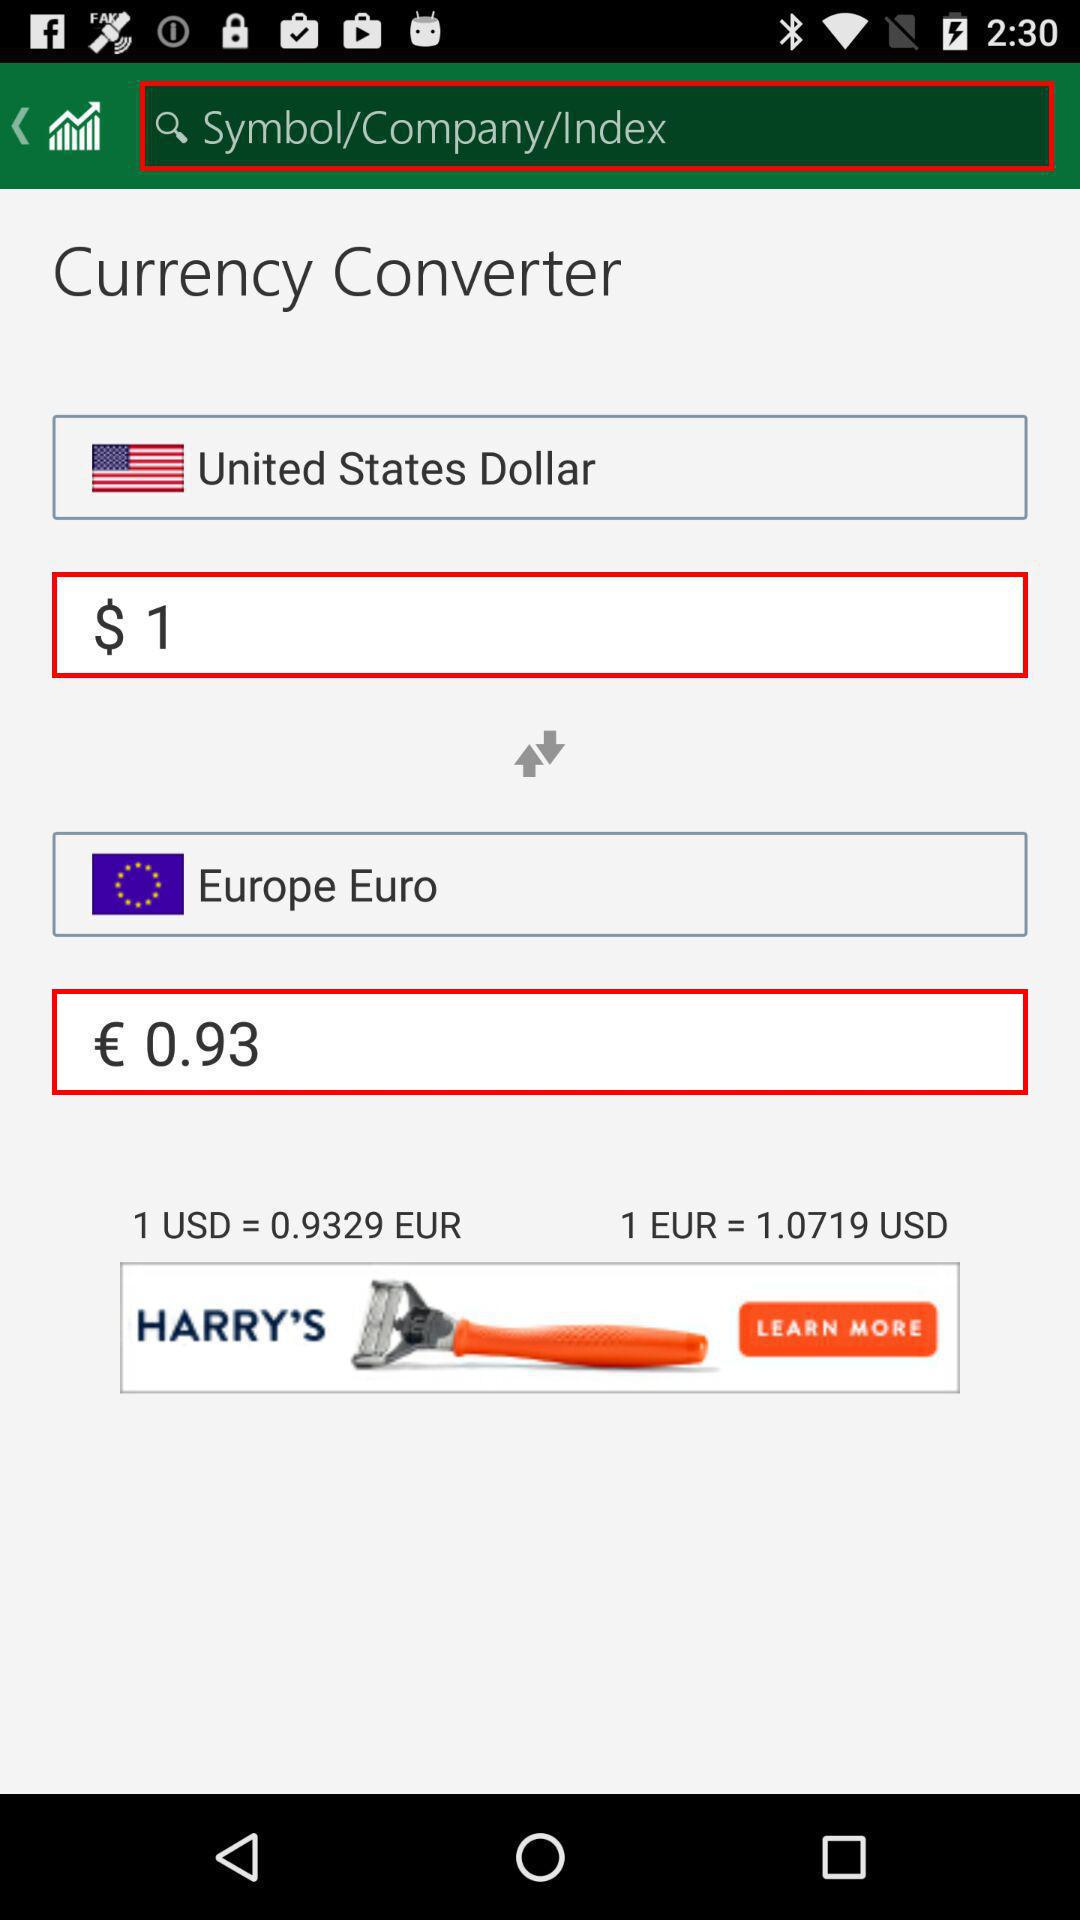 FAKE
2:30
Symbol/Company/Index
Currency Converter
United States Dollar
$ 1
Europe Euro
€ 0.93
1 USD = 0.9329 EUR
1 EUR = 1.0719 USD
HARRY'S
LEARN MORE